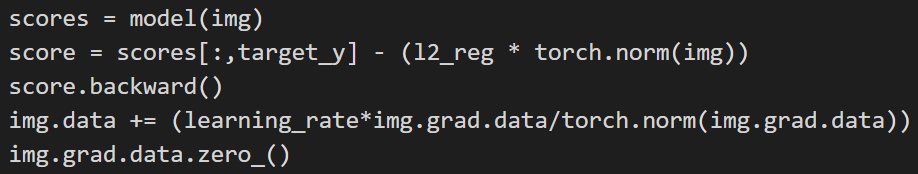 scores = model(img)
score = scores[:,target_y] - (l2_reg * torch.norm(img))
score.backward()
img.data += (learning_rate*img.grad.data/torch.norm(img.grad.data))
img.grad.data.zero_()